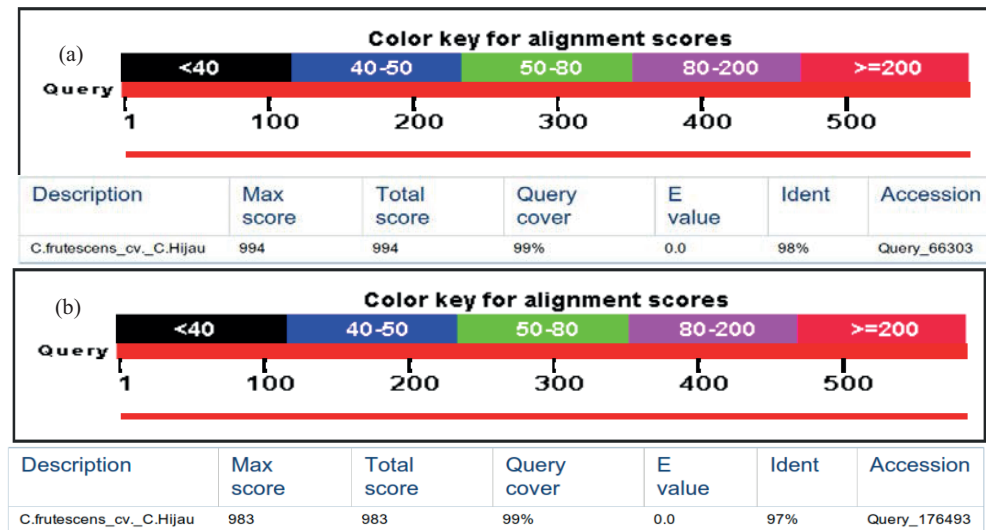 (a)
Color key for alignment scores
<40 40-50 50-80 80-200 >=200
Query
1 100 200 300 400 500
Description Max score Total score Query cover E value Ident Accession
C.frutescens_cv._C.Hijau 994 994 99% 0.0 98% Query_66303
(b)
Color key for alignment scores
<40 40-50 50-80 80-200 >=200
Query
1 100 200 300 400 500
Description Max score Total score Query cover E value Ident Accession
C.frutescens_cv._C.Hijau 983 983 99% 0.0 97% Query_176493